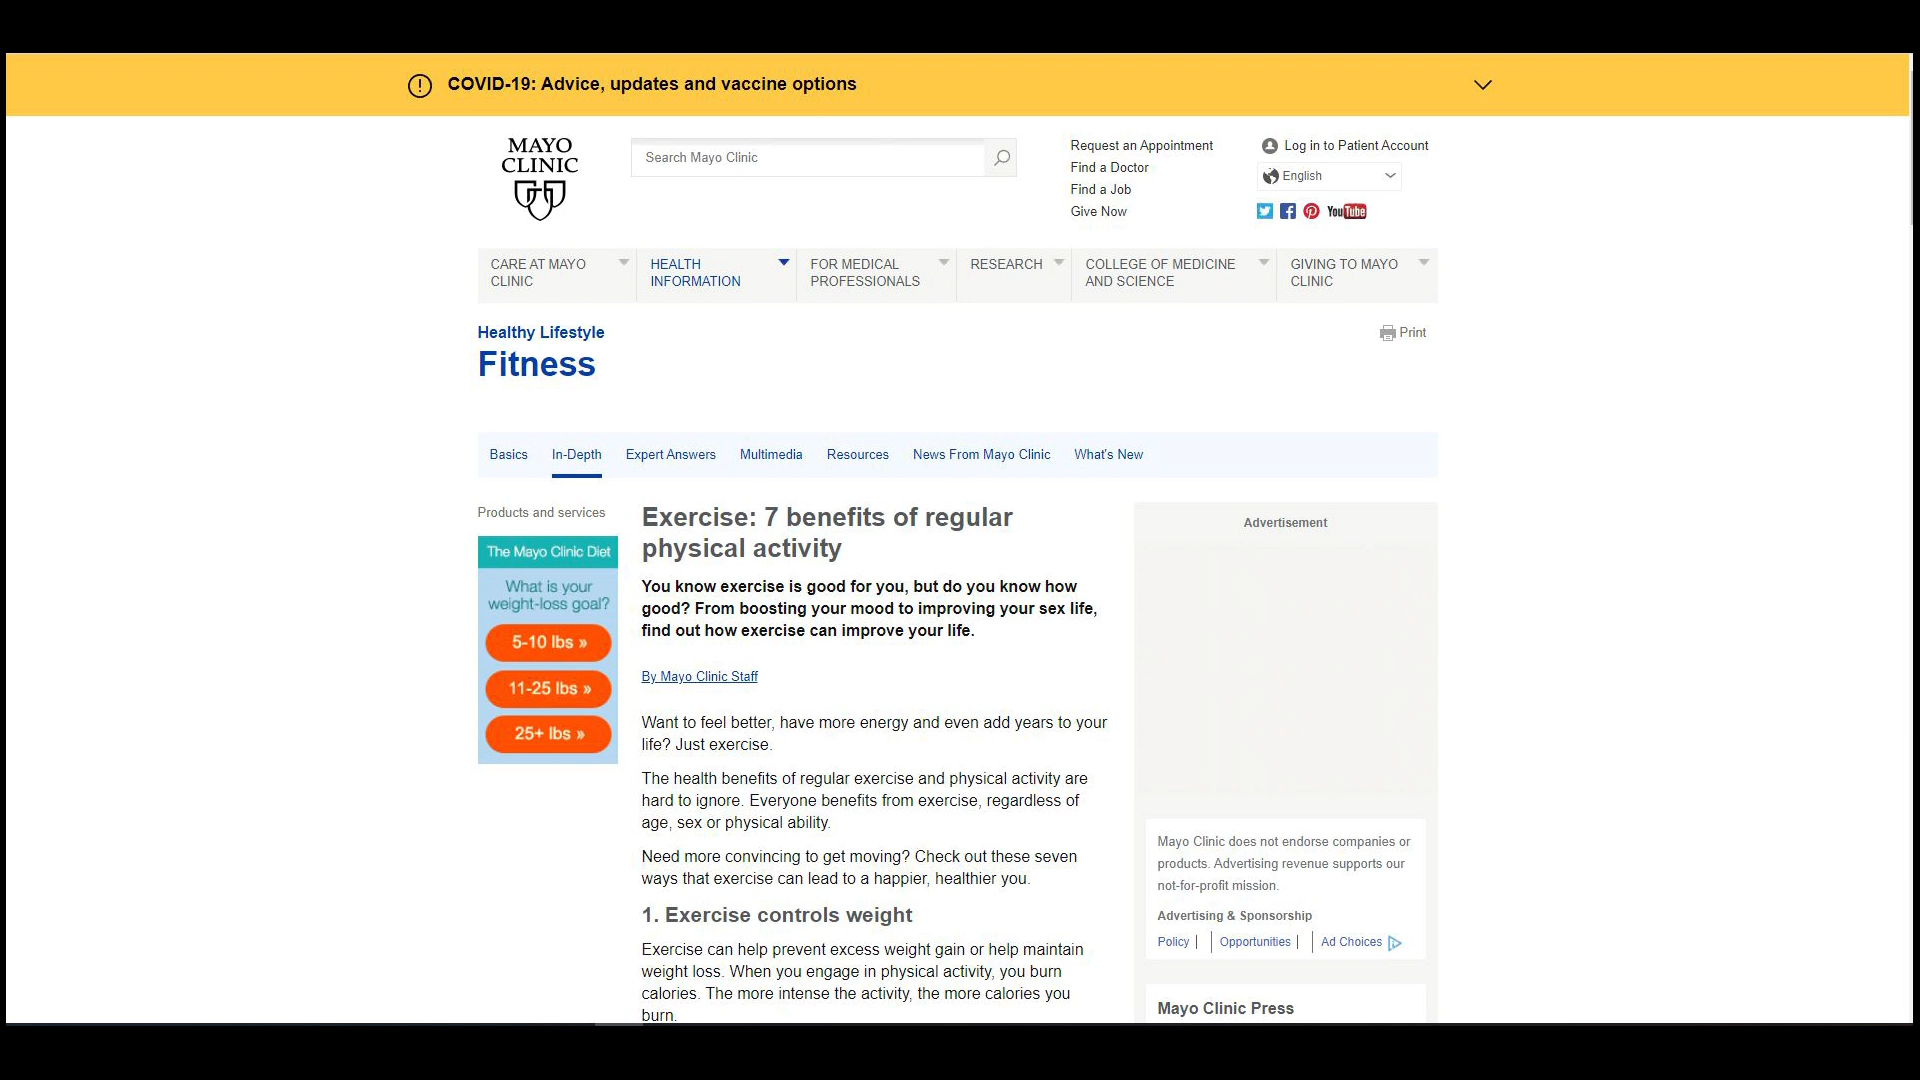 COVID-19: Advice, updates and vaccine options
MAYO
CLINIC
Search Mayo Clinic
Request an Appointment
Find a Doctor
Find a Job
Give Now
Log in to Patient Account
English
YouTube
CARE AT MAYO
CLINIC
HEALTH
INFORMATION
FOR MEDICAL
PROFESSIONALS
RESEARCH
COLLEGE OF MEDICINE
AND SCIENCE
GIVING TO MAYO
CLINIC
Healthy Lifestyle
Fitness
Print
Basics
In-Depth
Expert Answers
Multimedia
Resources
News From Mayo Clinic
What's New
Products and services
The Mayo Clinic Diet
What is your
weight-loss goal?
5-10 lbs »
11-25 lbs »
25+ lbs »
Exercise: 7 benefits of regular
physical activity
You know exercise is good for you, but do you know how
good? From boosting your mood to improving your sex life,
find out how exercise can improve your life.
By Mayo Clinic Staff
Want to feel better, have more energy and even add years to your
life? Just exercise.
The health benefits of regular exercise and physical activity are
hard to ignore. Everyone benefits from exercise, regardless of
age, sex or physical ability.
Need more convincing to get moving? Check out these seven
ways that exercise can lead to a happier, healthier you.
1. Exercise controls weight
Exercise can help prevent excess weight gain or help maintain
weight loss. When you engage in physical activity, you burn
calories. The more intense the activity, the more calories you
burn.
Advertisement
Mayo Clinic does not endorse companies or
products. Advertising revenue supports our
not-for-profit mission.
Advertising & Sponsorship
Policy | Opportunities | Ad Choices
Mayo Clinic Press